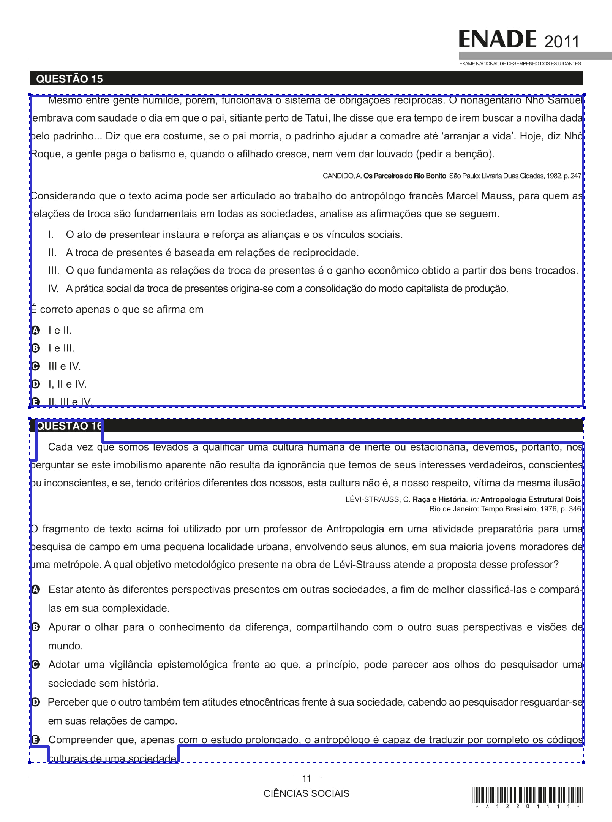 ENADE 2011
EXAME NACIONAL DE DESEMPENHO DOS ESTUDANTES
QUESTÃO 15
Mesmo entre gente humilde, porém, funcionava o sistema de obrigações recíprocas. O nonagenário Nhô Samuel
lembrava com saudade o dia em que o pai, sitiante perto de Tatuí, lhe disse que era tempo de irem buscar a novilha dada
pelo padrinho... Diz que era costume, se o pai morria, o padrinho ajudar a comadre até 'arranjar a vida'. Hoje, diz Nhô
Roque, a gente paga o batismo e, quando o afilhado cresce, nem vem dar louvado (pedir a benção).
CANDIDO, A. Os Parceiros do Rio Bonito. São Paulo: Livraria Duas Cidades, 1982. p. 247.
Considerando que o texto acima pode ser articulado ao trabalho do antropólogo francês Marcel Mauss, para quem as
relações de troca são fundamentais em todas as sociedades, analise as afirmações que se seguem.
I. O ato de presentear instaura e reforça as alianças e os vínculos sociais.
II. A troca de presentes é baseada em relações de reciprocidade.
III. O que fundamenta as relações de troca de presentes é o ganho econômico obtido a partir dos bens trocados.
IV. A prática social da troca de presentes origina-se com a consolidação do modo capitalista de produção.
É correto apenas o que se afirma em
A I e II.
B I e III.
C III e IV.
D I, II e IV.
E II, III e IV.
QUESTÃO 16
Cada vez que somos levados a qualificar uma cultura humana de inerte ou estacionária, devemos, portanto, nos
perguntar se este imobilismo aparente não resulta da ignorância que temos de seus interesses verdadeiros, conscientes
ou inconscientes, e se, tendo critérios diferentes dos nossos, esta cultura não é, a nosso respeito, vítima da mesma ilusão.
LÉVI-STRAUSS, C. Raça e História. in: Antropologia Estrutural Dois.
Rio de Janeiro: Tempo Brasileiro, 1976, p. 346.
O fragmento de texto acima foi utilizado por um professor de Antropologia em uma atividade preparatória para uma
pesquisa de campo em uma pequena localidade urbana, envolvendo seus alunos, em sua maioria jovens moradores de
uma metrópole. A qual objetivo metodológico presente na obra de Lévi-Strauss atende a proposta desse professor?
A Estar atento às diferentes perspectivas presentes em outras sociedades, a fim de melhor classificá-las e compará-
las em sua complexidade.
B Apurar o olhar para o conhecimento da diferença, compartilhando com o outro suas perspectivas e visões de
mundo.
C Adotar uma vigilância epistemológica frente ao que, a princípio, pode parecer aos olhos do pesquisador uma
sociedade sem história.
D Perceber que o outro também tem atitudes etnocêntricas frente à sua sociedade, cabendo ao pesquisador resguardar-se
em suas relações de campo.
E Compreender que, apenas com o estudo prolongado, o antropólogo é capaz de traduzir por completo os códigos
culturais de uma sociedade.
11
CIÊNCIAS SOCIAIS